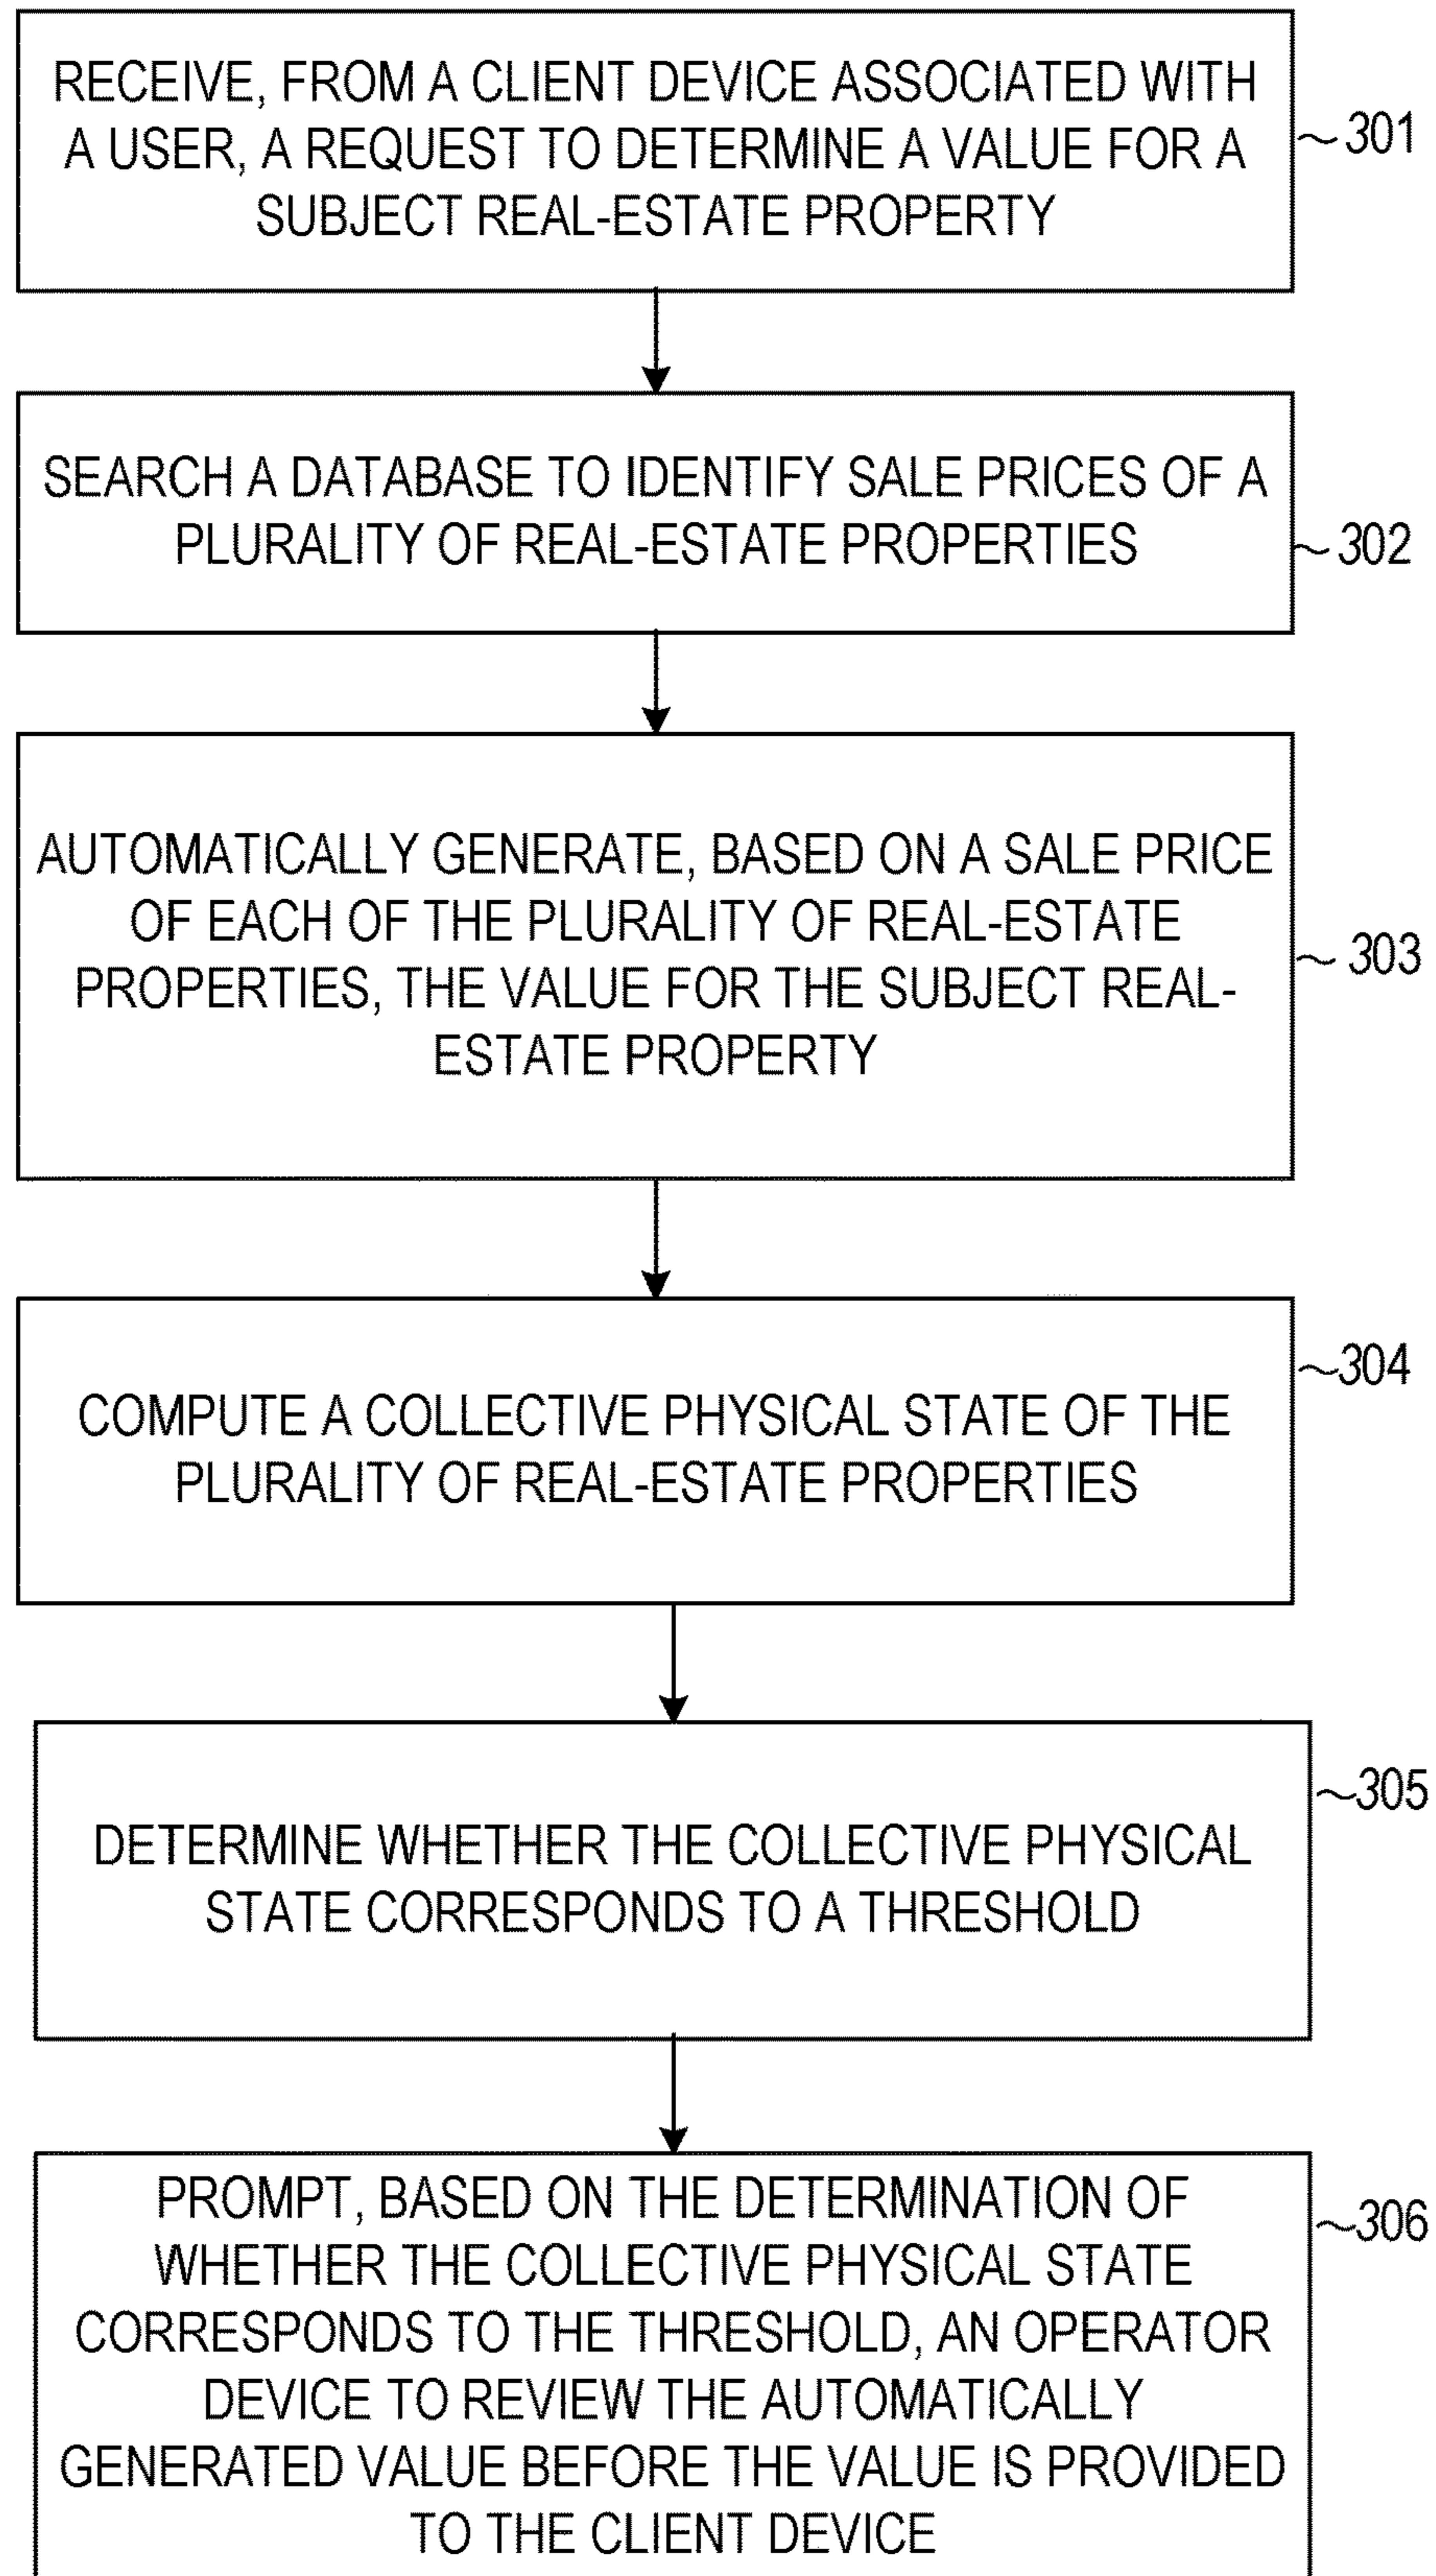 RECEIVE, FROM A CLIENT DEVICE ASSOCIATED WITH
A USER, A REQUEST TO DETERMINE A VALUE FOR A
SUBJECT REAL-ESTATE PROPERTY
301
SEARCH A DATABASE TO IDENTIFY SALE PRICES OF A
PLURALITY OF REAL-ESTATE PROPERTIES
302
AUTOMATICALLY GENERATE, BASED ON A SALE PRICE
OF EACH OF THE PLURALITY OF REAL-ESTATE
PROPERTIES, THE VALUE FOR THE SUBJECT REAL-
ESTATE PROPERTY
303
COMPUTE A COLLECTIVE PHYSICAL STATE OF THE
PLURALITY OF REAL-ESTATE PROPERTIES
304
DETERMINE WHETHER THE COLLECTIVE PHYSICAL
STATE CORRESPONDS TO A THRESHOLD
305
PROMPT, BASED ON THE DETERMINATION OF
WHETHER THE COLLECTIVE PHYSICAL STATE
CORRESPONDS TO THE THRESHOLD, AN OPERATOR
DEVICE TO REVIEW THE AUTOMATICALLY
GENERATED VALUE BEFORE THE VALUE IS PROVIDED
TO THE CLIENT DEVICE
306